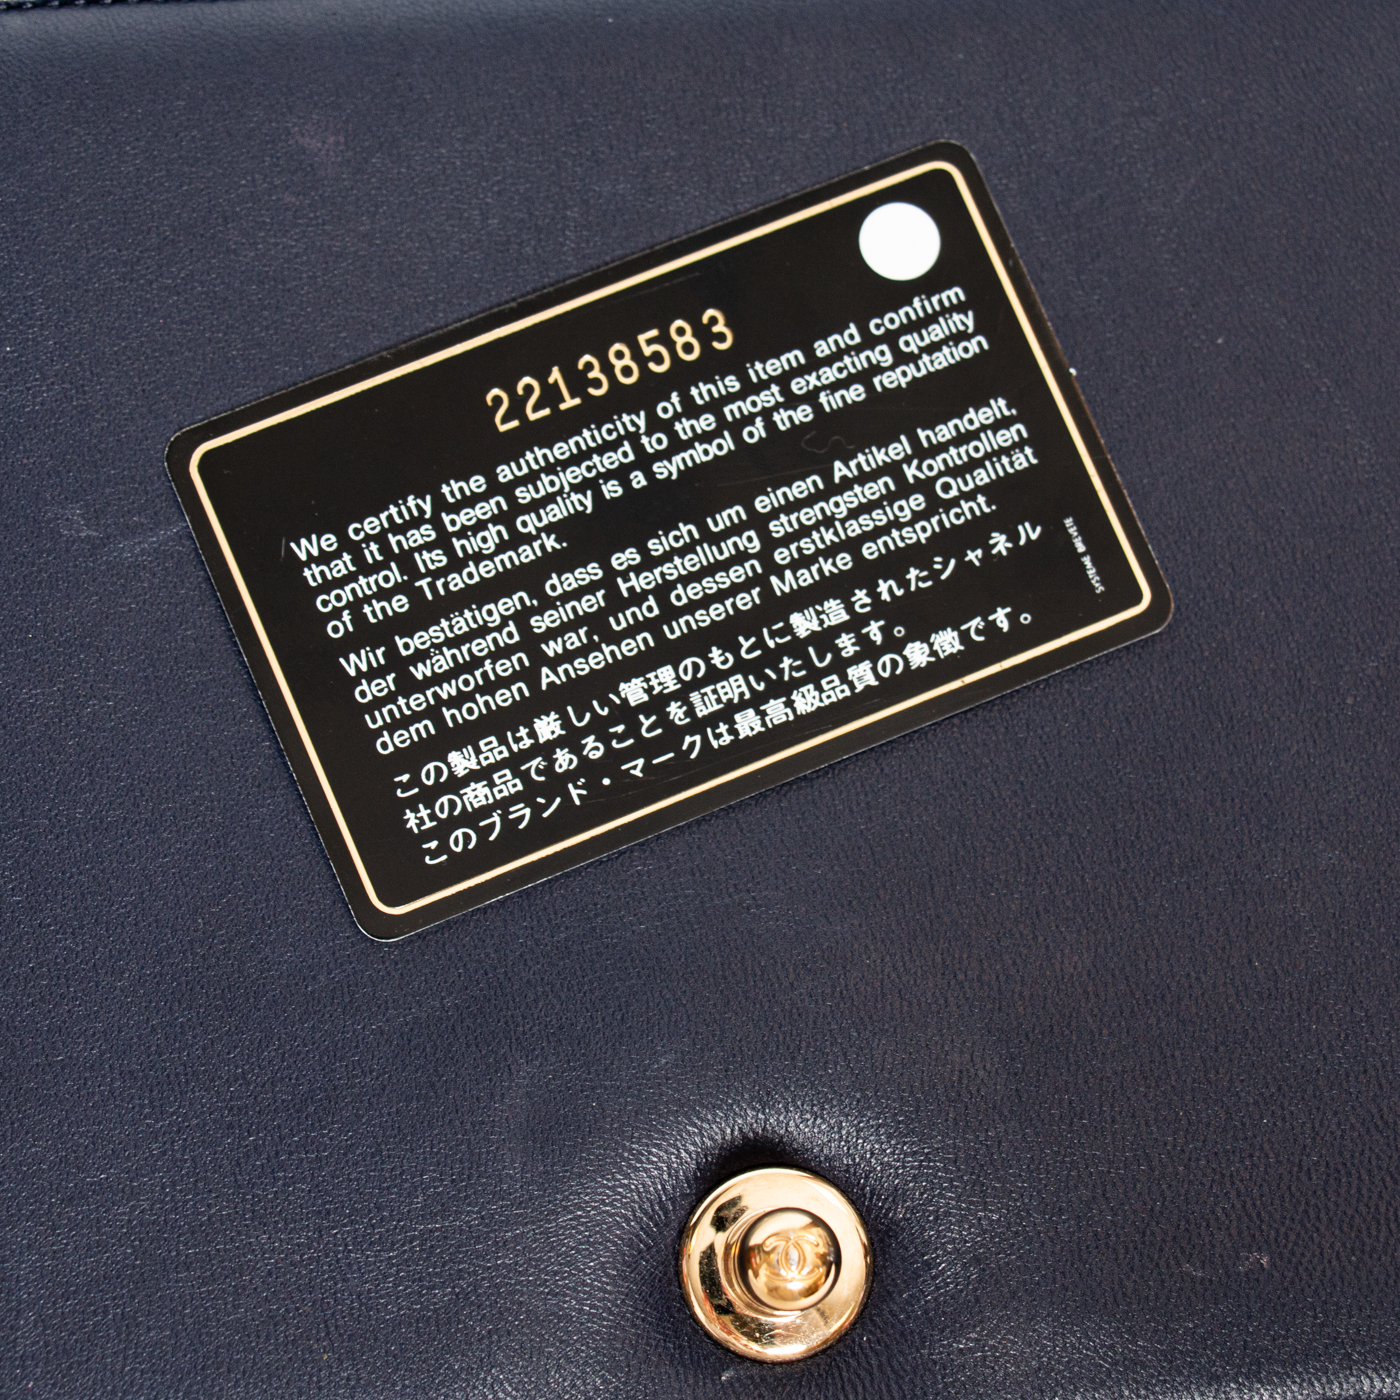 22138583
We certify the authenticity of this item and confirm
that it has been subjected to the most exacting quality
control. Its high quality is a symbol of the fine reputation
of the Trademark.
Wir bestätigen, dass es sich um einen Artikel handelt,
der während seiner Herstellung strengsten Kontrollen
unterworfen war, und dessen erstklassige Qualität
dem hohen Ansehen unserer Marke entspricht.
この製品は厳しい管理のもとに製造されたシャネル
社の商品であることを証明いたします。
このブランド・マークは最高級品質の象徴です。
SYSTEME BREVETE